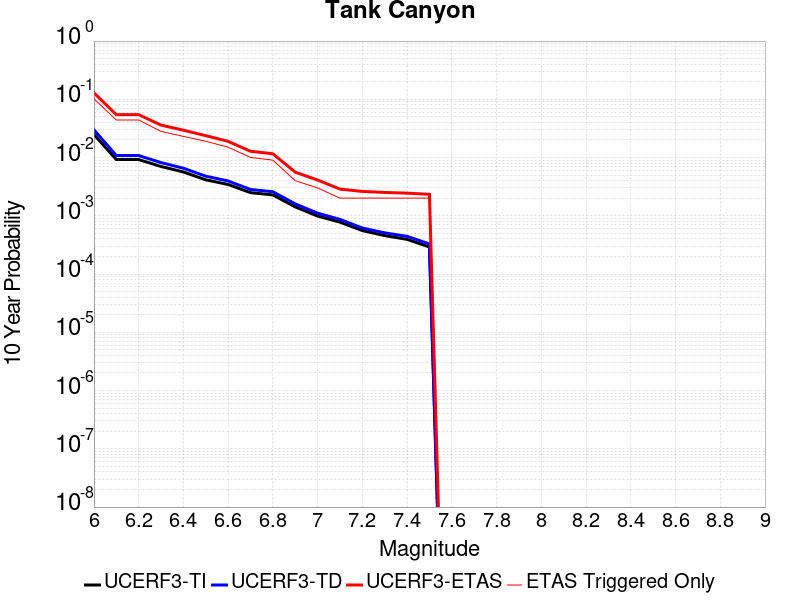 Tank Canyon
10 Year Probability
10^0
10^-1
10^-2
10^-3
10^-4
10^-5
10^-6
10^-7
10^-8
6 6.2 6.4 6.6 6.8 7 7.2 7.4 7.6 7.8 8 8.2 8.4 8.6 8.8 9
Magnitude
UCERF3-TI UCERF3-TD UCERF3-ETAS ETAS Triggered Only